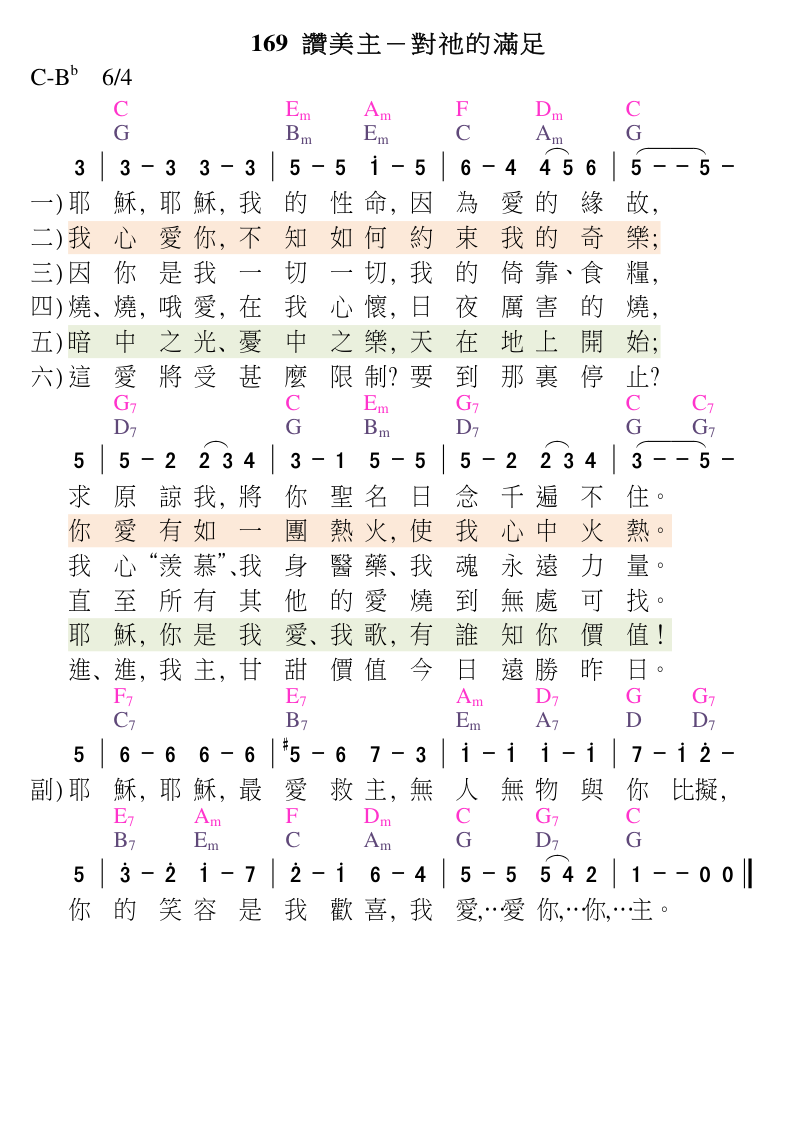 169 讚美主－對祂的滿足
C-Bb 6/4
C Em Am F Dm C
G Bm Em C Am G
3 | 3 － 3 3 － 3 | 5 － 5 i － 5 | 6 － 4 4 5 6 | 5 － － 5 －
一)耶穌,耶穌,我的性命,因為愛的緣故,
二)我心愛你,不知如何約束我的奇樂;
三)因你是我一切一切,我的倚靠、食糧,
四)燒、燒,哦愛,在我心懷,日夜厲害的燒,
五)暗中之光、憂中之樂,天在地上開始;
六)這愛將受甚麼限制?要到那裏停止?
G7 C Em G7 C C7
D7 G Bm D7 G G7
5 | 5 － 2 2 3 4 | 3 － 1 5 － 5 | 5 － 2 2 3 4 | 3 － － 5 －
求原諒我,將你聖名日念千遍不住。
你愛有如一團熱火,使我心中火熱。
我心“羨慕”、我身醫藥、我魂永遠力量。
直至所有其他的愛燒到無處可找。
耶穌,你是我愛、我歌,有誰知你價值!
進、進,我主,甘甜價值今日遠勝昨日。
F7 E7 Am D7 G G7
C7 B7 Em A7 D D7
5 | 6 － 6 6 － 6 | #5 － 6 7 － 3 | i － i i － i | 7 － i 2̇ －
副)耶穌,耶穌,最愛救主,無人無物與你比擬,
E7 Am F Dm C G7 C
B7 Em C Am G D7 G
5 | 3̇ － 2̇ i － 7 | 2̇ － i 6 － 4 | 5 － 5 5 4 2 | 1 － － 0 0 ‖
你的笑容是我歡喜,我愛,…愛你,…你,…主。